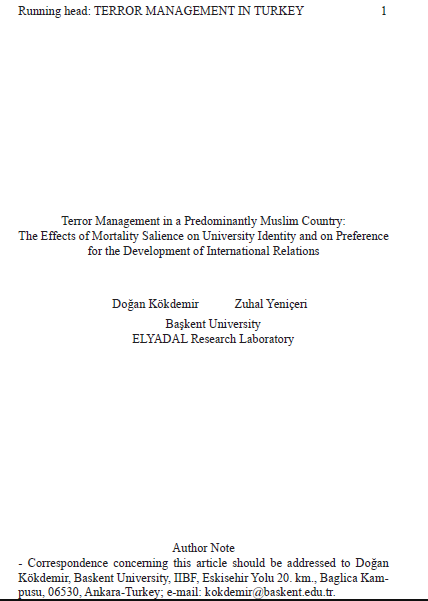 Running head: TERROR MANAGEMENT IN TURKEY 1
Terror Management in a Predominantly Muslim Country:
The Effects of Mortality Salience on University Identity and on Preference
for the Development of International Relations
Doğan Kökdemir Zuhal Yeniçeri
Başkent University
ELYADAL Research Laboratory
Author Note
- Correspondence concerning this article should be addressed to Doğan
Kökdemir, Baskent University, IIBF, Eskisehir Yolu 20. km., Baglica Kam-
pusu, 06530, Ankara-Turkey; e-mail: kokdemir@baskent.edu.tr.